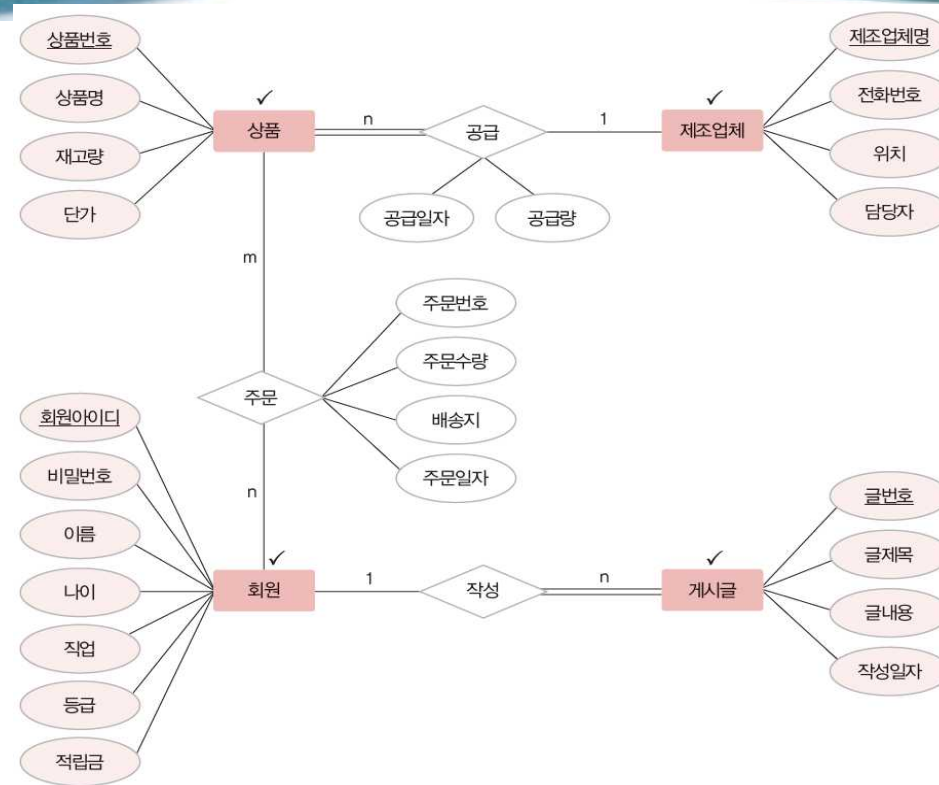 상품번호
상품명
재고량
단가
✓
상품
n
공급
1
✓
제조업체
공급일자
공급량
제조업체명
전화번호
위치
담당자
m
주문
주문번호
주문수량
배송지
주문일자
n
회원아이디
비밀번호
이름
나이
직업
등급
적립금
✓
회원
1
작성
n
✓
게시글
글번호
글제목
글내용
작성일자